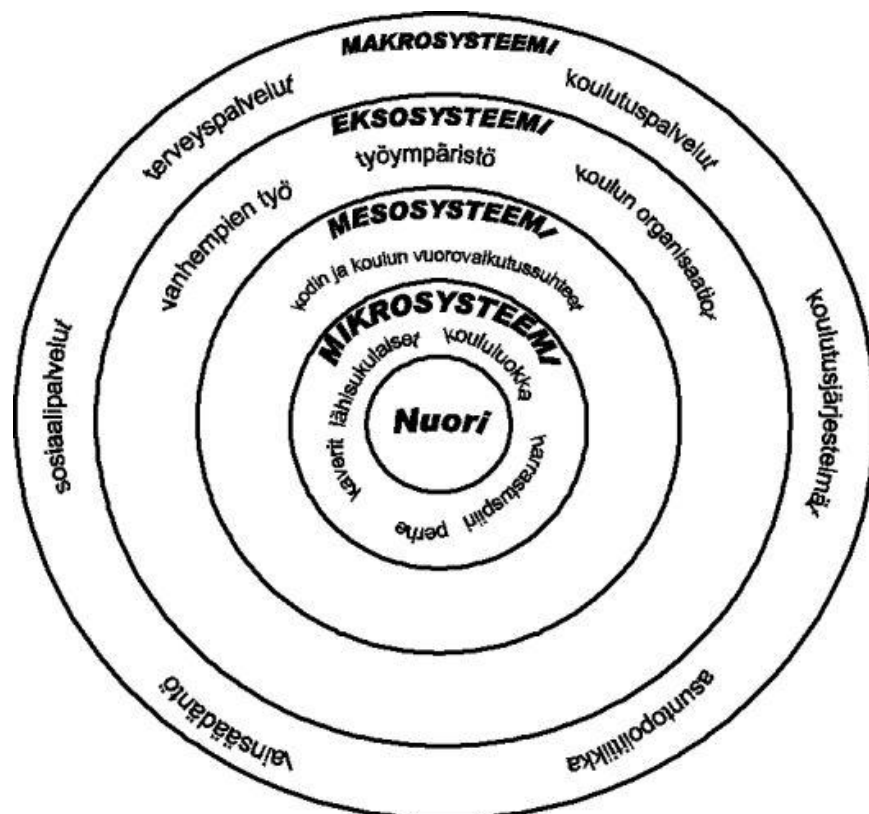 MAKROSYSTEEMI
terveyspalvelut
koulutuspalvelut
sosiaalipalvelut
koulutusjärjestelmät
lainsäädäntö
asuntopolitiikka
EKSOSYSTEEMI
työympäristö
vanhempien työ
koulun organisaatiot
MESOSYSTEEMI
kodin ja koulun vuorovaikutussuhteet
MIKROSYSTEEMI
lähisukulaiset
koululuokka
kaverit
harrastuspiiri
perhe
Nuori